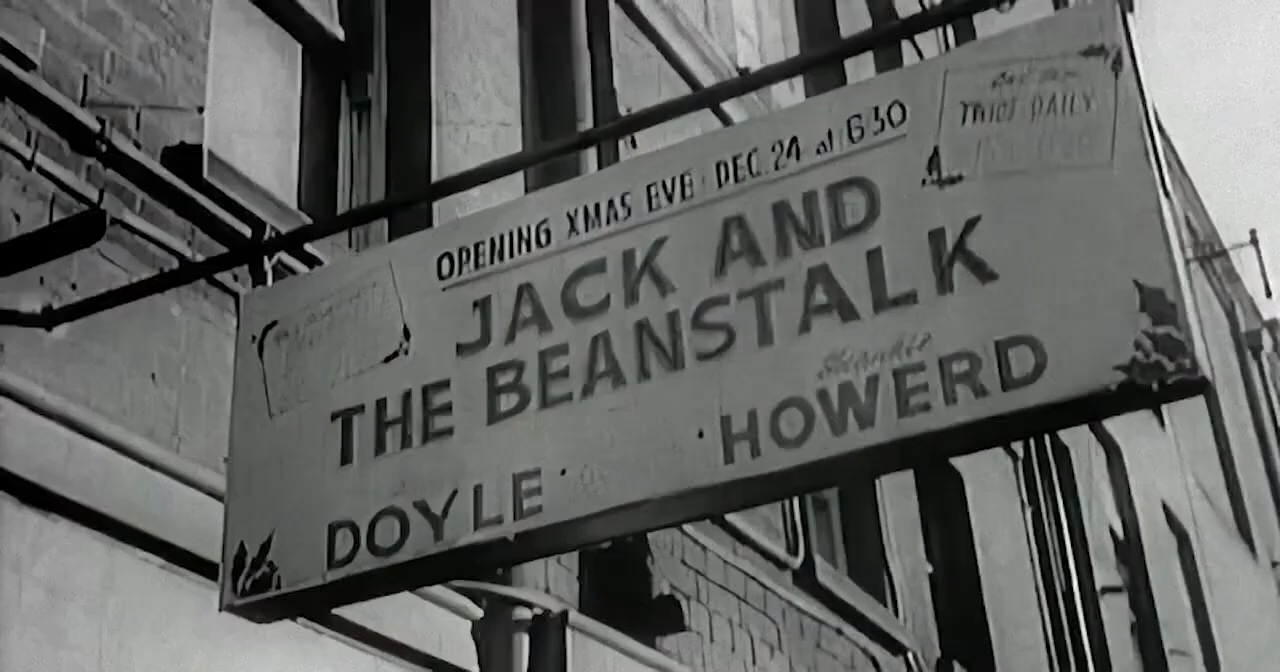 OPENING XMAS EVE · DEC. 24 at 6 30
TWICE DAILY
JACK AND
THE BEANSTALK
HOWERD
DOYLE